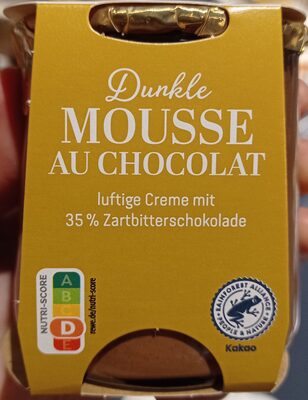 Dunkle
MOUSSE
AU CHOCOLAT
luftige Creme mit
35 % Zartbitterschokolade
NUTRI-SCORE
A
B
C
D
E
rewe.de/nutri-score
RAINFOREST ALLIANCE
PEOPLE & NATURE
Kakao